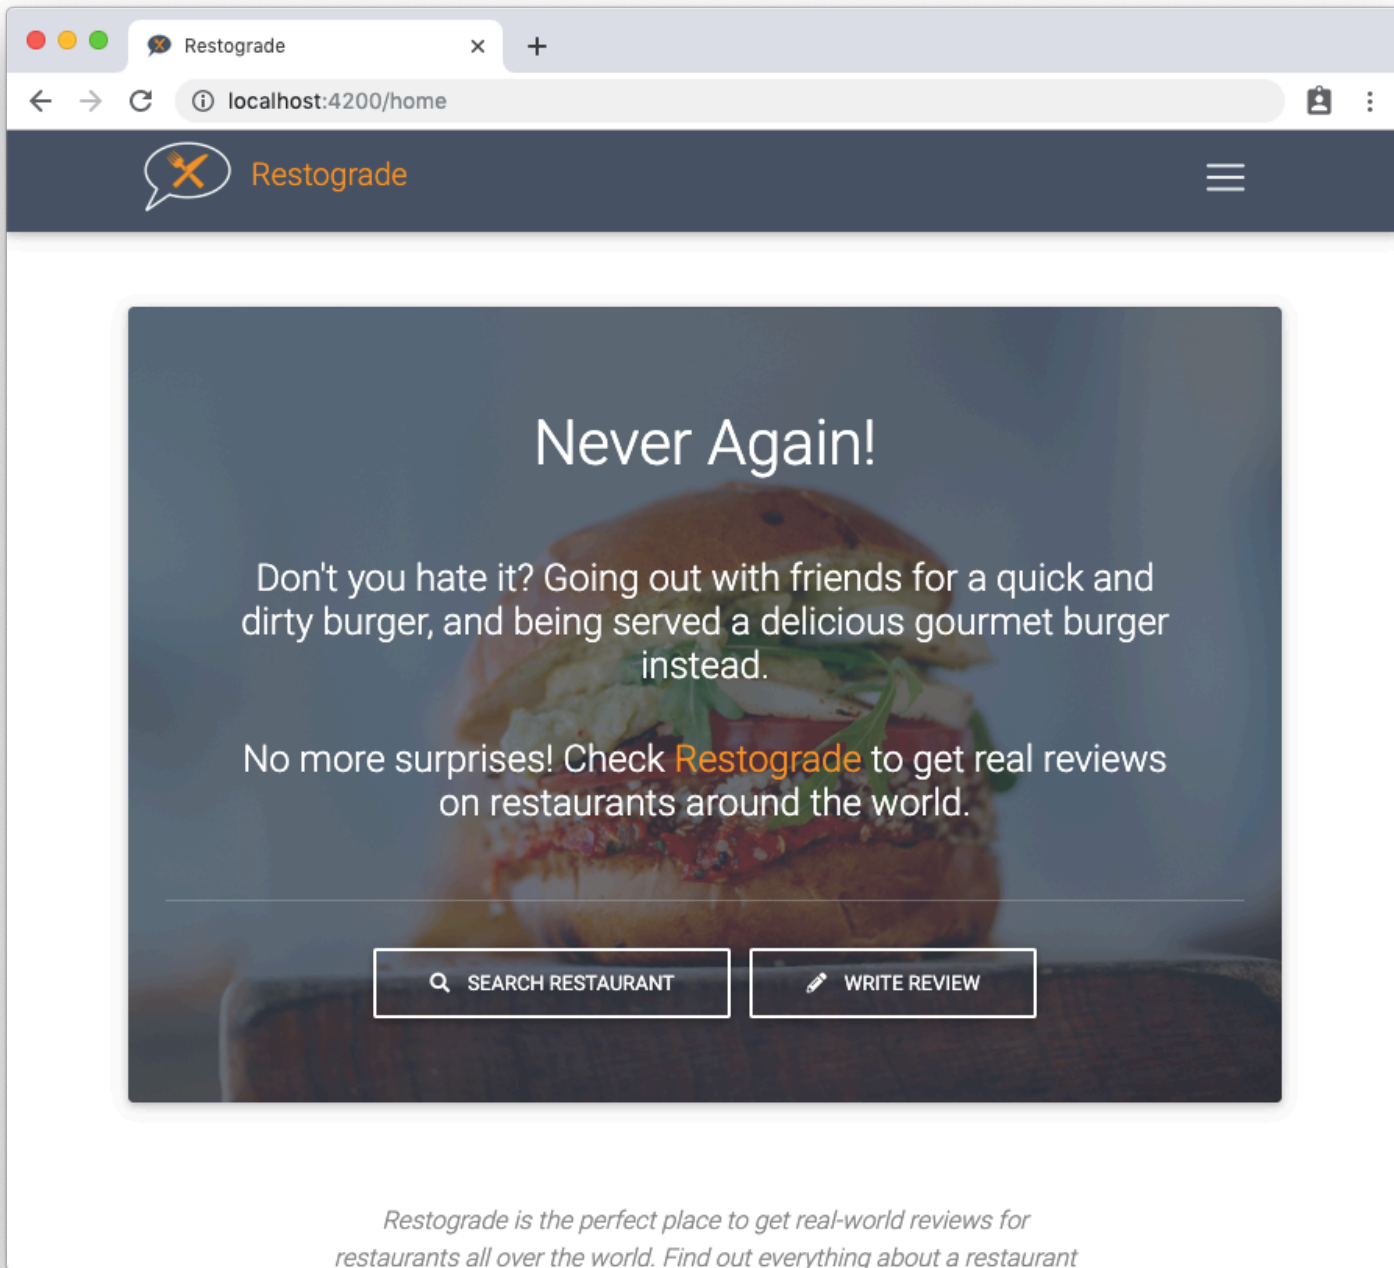 Restograde
localhost:4200/home
Restograde
Never Again!
Don't you hate it? Going out with friends for a quick and
dirty burger, and being served a delicious gourmet burger
instead.
No more surprises! Check Restograde to get real reviews
on restaurants around the world.
SEARCH RESTAURANT
WRITE REVIEW
Restograde is the perfect place to get real-world reviews for
restaurants all over the world. Find out everything about a restaurant